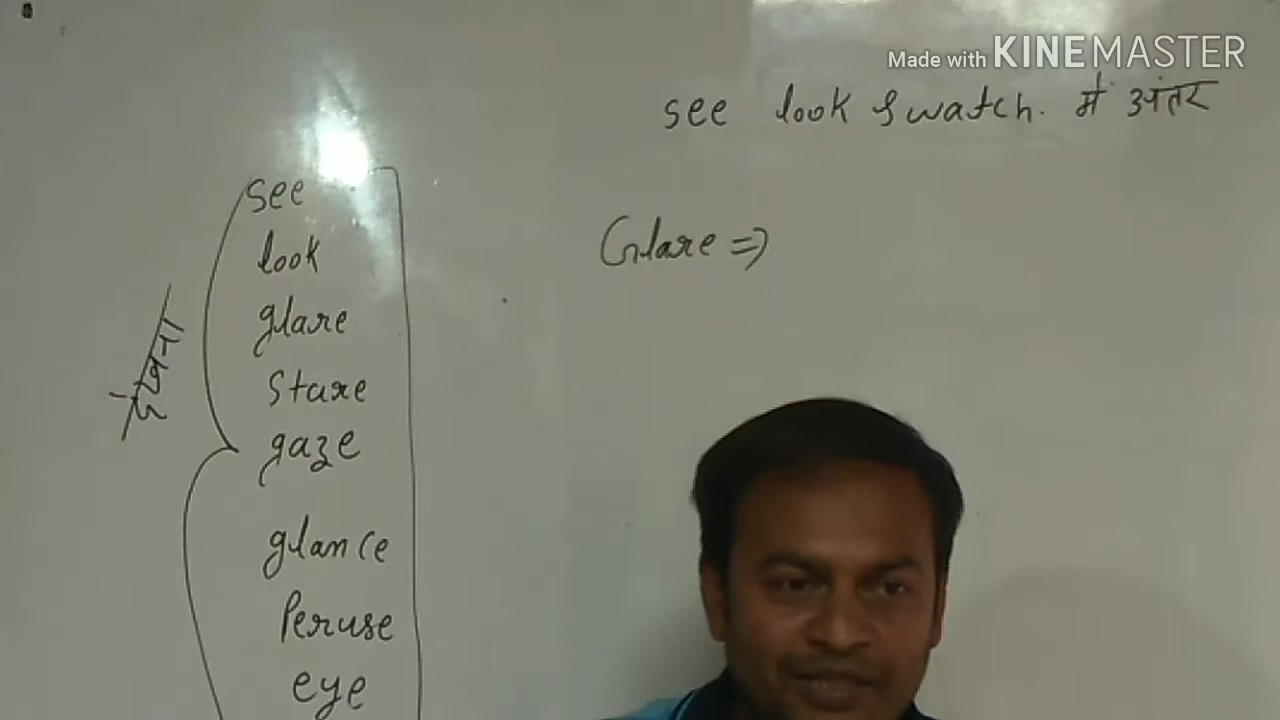 Made with KINEMASTER
see look & watch. में अंतर
see
look
glare
stare
gaze
glance
Peruse
eye
देखना
Glare ⇒